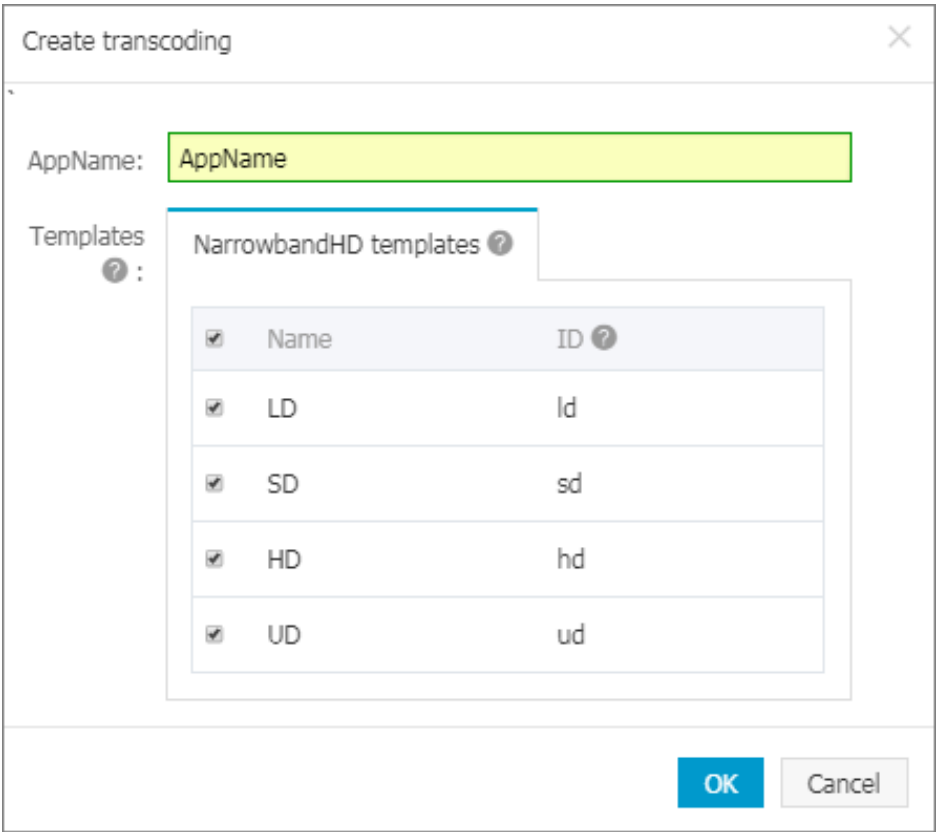 Create transcoding
`
AppName: AppName
Templates
? :
NarrowbandHD templates ?
Name ID ?
LD ld
SD sd
HD hd
UD ud
OK Cancel